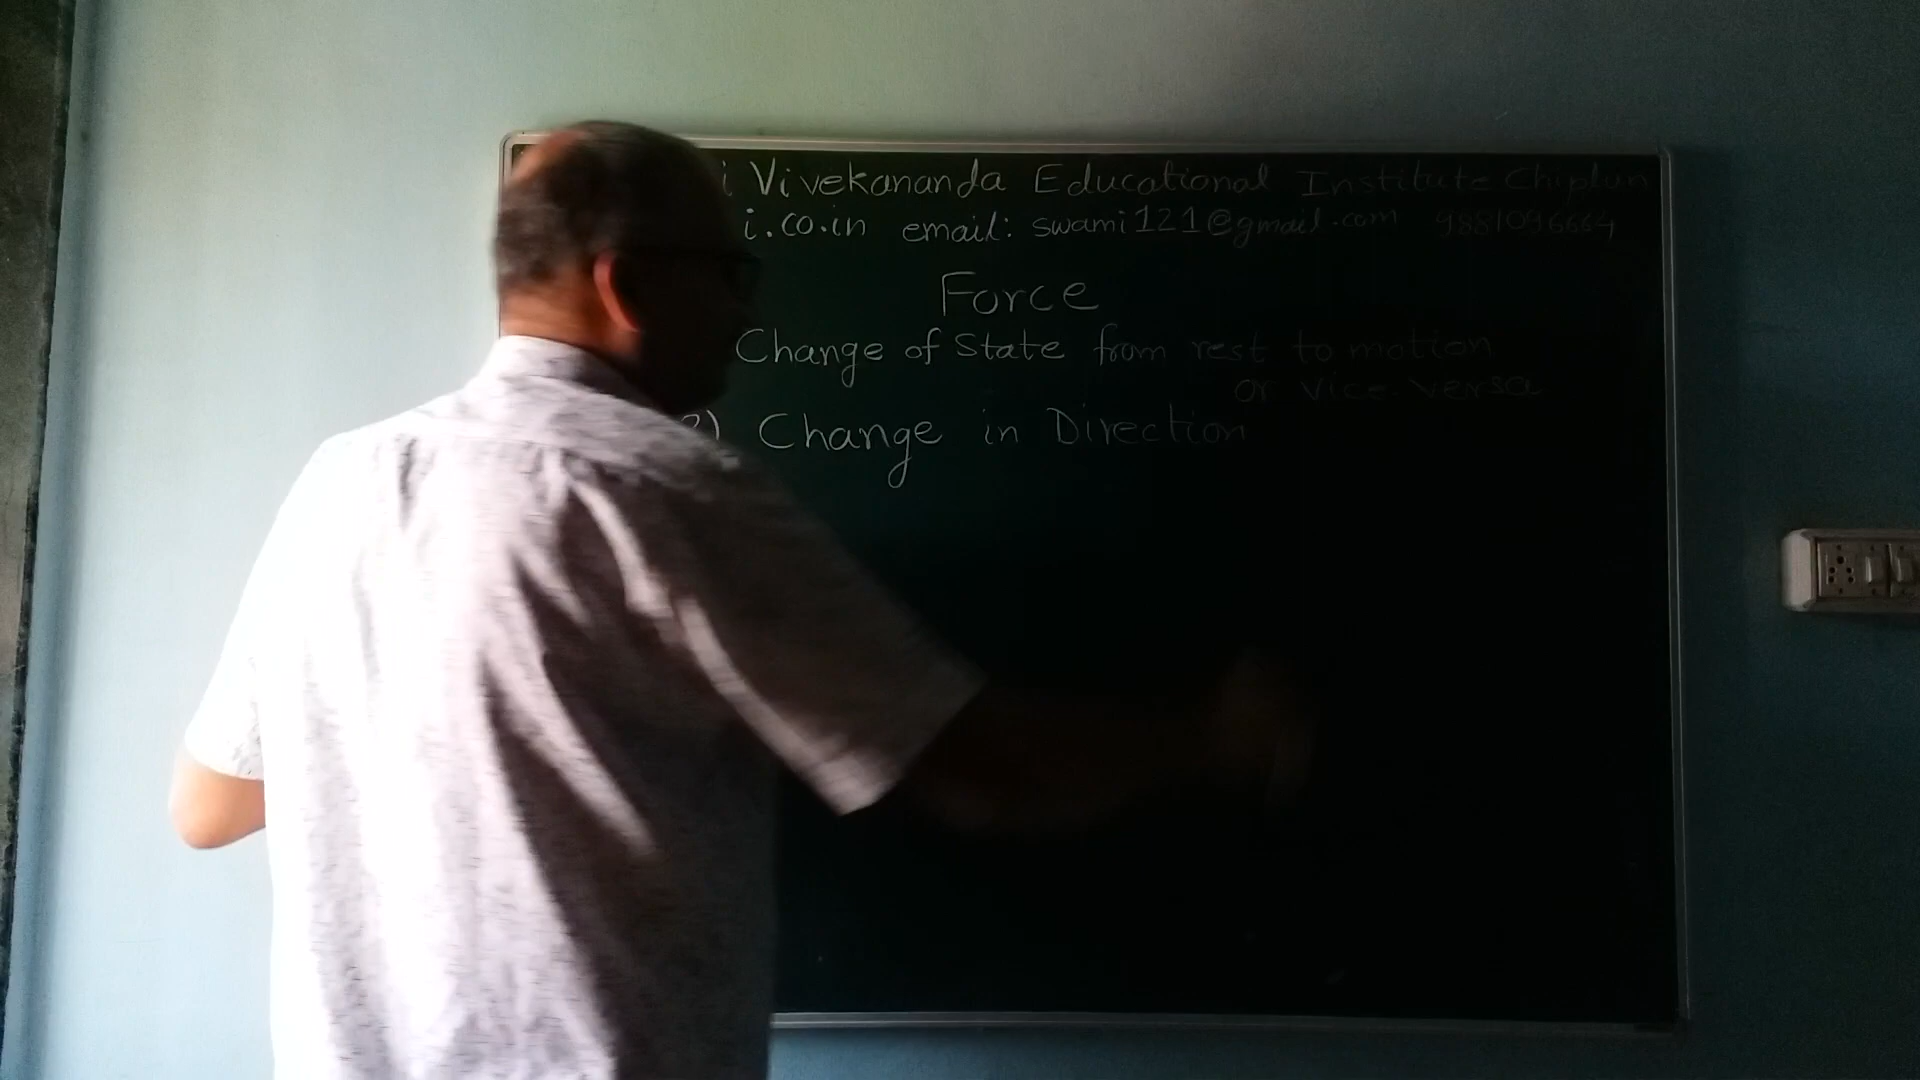 i Vivekananda Educational Institute Chiplun
i.co.in email: swami121@gmail.com 9881096664
Force
Change of State from rest to motion
or vice-versa
2) Change in Direction